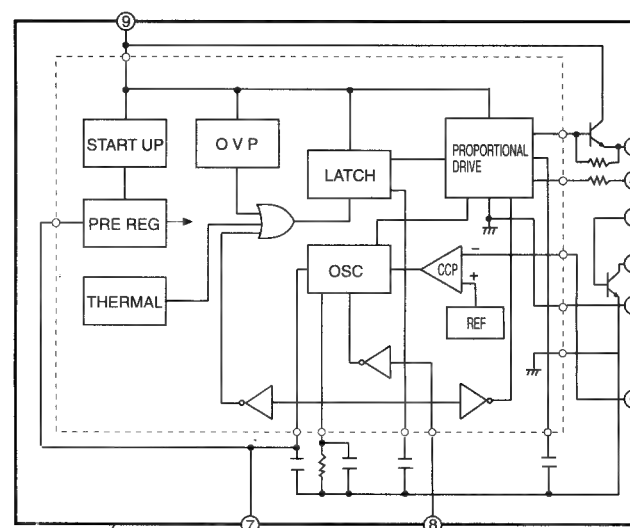 9
START UP
O V P
LATCH
PROPORTIONAL
DRIVE
PRE REG
THERMAL
OSC
CCP
−
+
REF
7
8